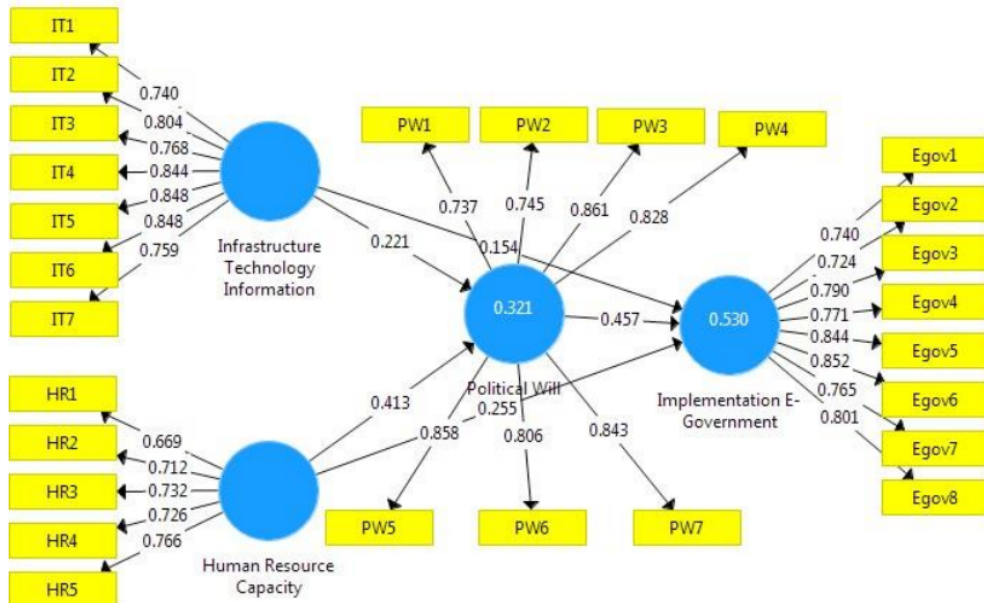 IT1
IT2
IT3
IT4
IT5
IT6
IT7
0.740
0.804
0.768
0.844
0.848
0.848
0.759
Infrastructure
Technology
Information
HR1
HR2
HR3
HR4
HR5
0.669
0.712
0.732
0.726
0.766
Human Resource
Capacity
0.221
0.154
0.413
0.255
PW1
PW2
PW3
PW4
0.737
0.745
0.861
0.828
0.321
Political Will
0.457
0.858
0.806
0.843
PW5
PW6
PW7
0.530
Implementation E-
Government
0.740
0.724
0.790
0.771
0.844
0.852
0.765
0.801
Egov1
Egov2
Egov3
Egov4
Egov5
Egov6
Egov7
Egov8